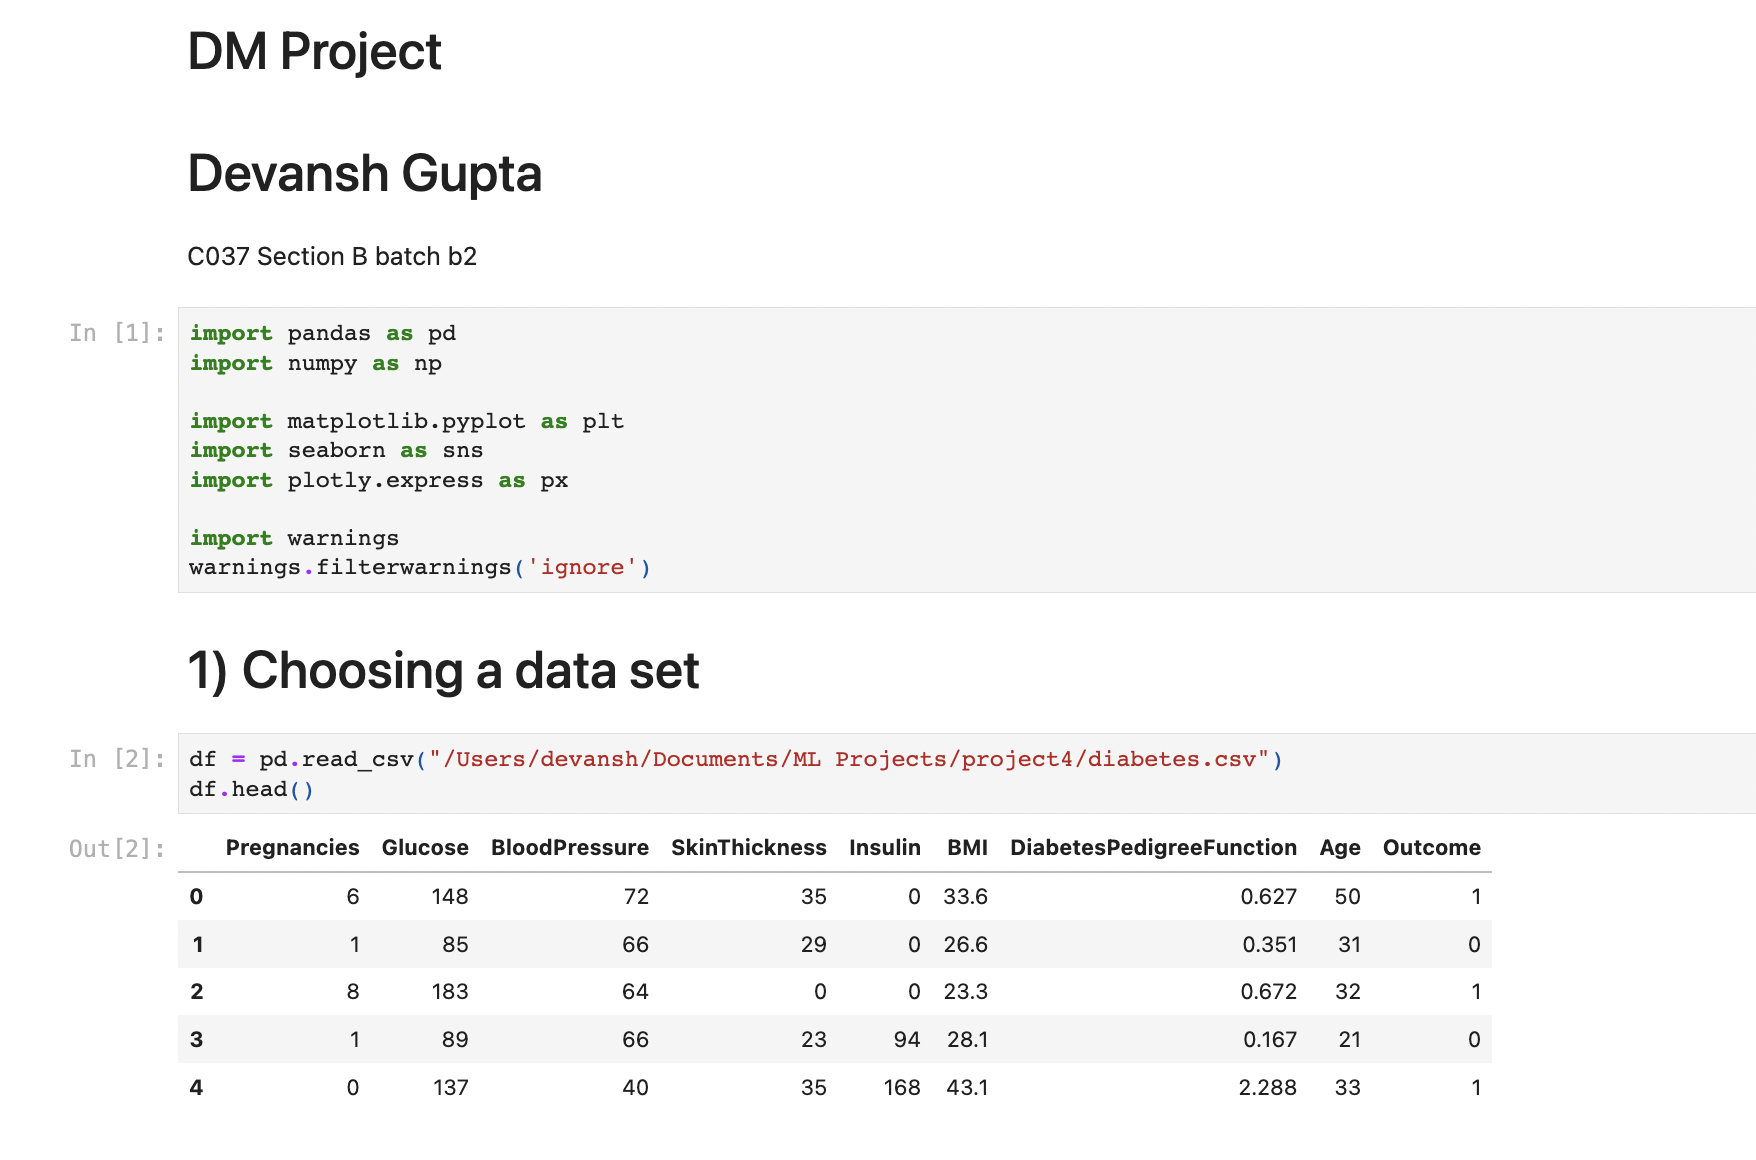 DM Project
Devansh Gupta
C037 Section B batch b2
In [1]:
import pandas as pd
import numpy as np
import matplotlib.pyplot as plt
import seaborn as sns
import plotly.express as px
import warnings
warnings.filterwarnings('ignore')
1) Choosing a data set
In [2]:
df = pd.read_csv("/Users/devansh/Documents/ML Projects/project4/diabetes.csv")
df.head()
Out[2]:
Pregnancies Glucose BloodPressure SkinThickness Insulin BMI DiabetesPedigreeFunction Age Outcome
0 6 148 72 35 0 33.6 0.627 50 1
1 1 85 66 29 0 26.6 0.351 31 0
2 8 183 64 0 0 23.3 0.672 32 1
3 1 89 66 23 94 28.1 0.167 21 0
4 0 137 40 35 168 43.1 2.288 33 1